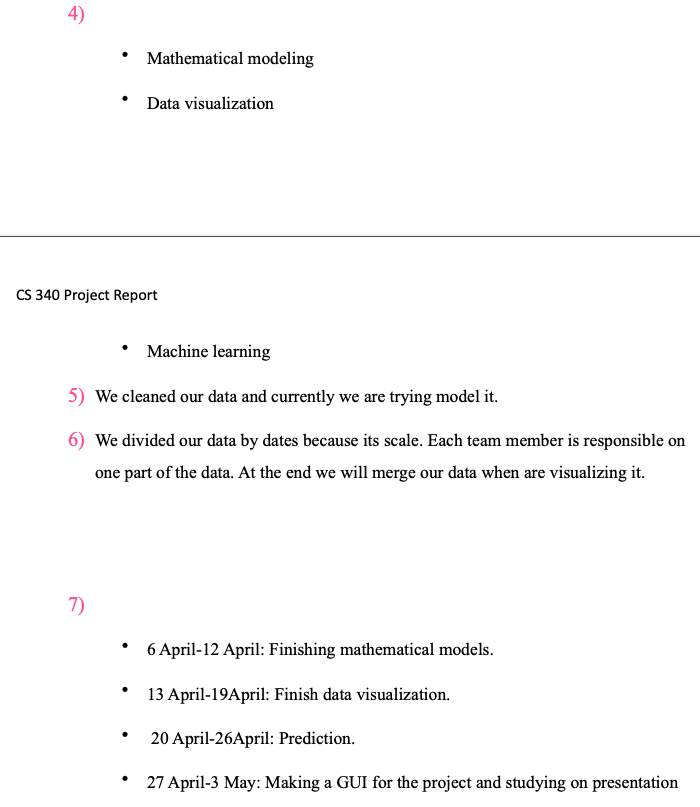 4)
• Mathematical modeling
• Data visualization
CS 340 Project Report
• Machine learning
5) We cleaned our data and currently we are trying model it.
6) We divided our data by dates because its scale. Each team member is responsible on
one part of the data. At the end we will merge our data when are visualizing it.
7)
• 6 April-12 April: Finishing mathematical models.
• 13 April-19April: Finish data visualization.
• 20 April-26April: Prediction.
• 27 April-3 May: Making a GUI for the project and studying on presentation